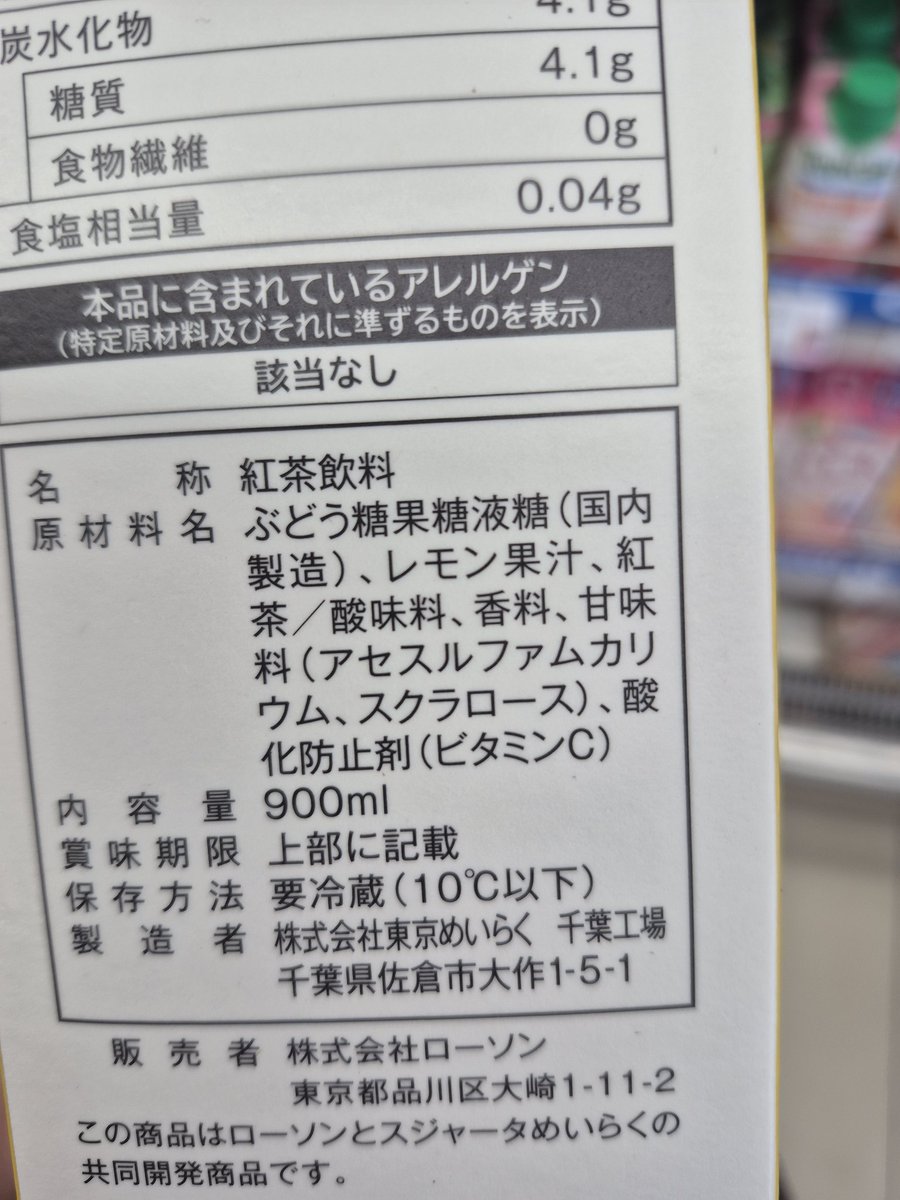 炭水化物 4.1g
糖質 4.1g
食物繊維 0g
食塩相当量 0.04g
本品に含まれているアレルゲン
(特定原材料及びそれに準ずるものを表示)
該当なし
名称 紅茶飲料
原材料名 ぶどう糖果糖液糖(国内
製造)、レモン果汁、紅
茶/酸味料、香料、甘味
料(アセスルファムカリ
ウム、スクラロース)、酸
化防止剤(ビタミンC)
内容量 900ml
賞味期限 上部に記載
保存方法 要冷蔵(10℃以下)
製造者 株式会社東京めいらく 千葉工場
千葉県佐倉市大作1-5-1
販売者 株式会社ローソン
東京都品川区大崎1-11-2
この商品はローソンとスジャータめいらくの
共同開発商品です。